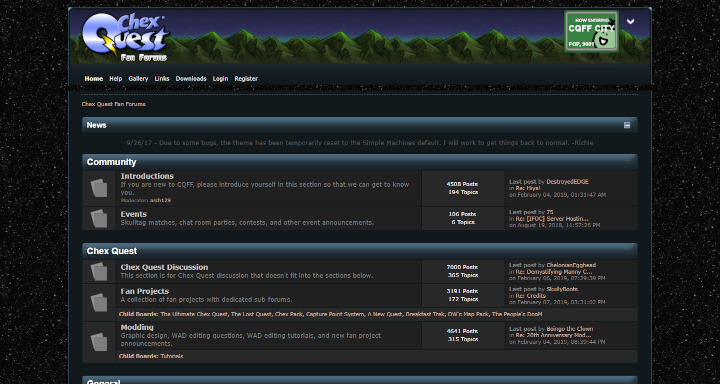 Chex
Quest
Fan Forums
NOW ENTERING
CQFF CITY
POP. 9001
Home Help Gallery Links Downloads Login Register
Chex Quest Fan Forums
News
9/26/17 - Due to some bugs, the theme has been temporarily reset to the Simple Machines default. I will work to get things back to normal. -Richie
Community
Introductions
If you are new to CQFF, please introduce yourself in this section so that we can get to know
you.
Moderator: arch129
4508 Posts
194 Topics
Last post by DestroyedEDGE
in Re: Hiya!
on February 04, 2019, 01:31:47 AM
Events
Skulltag matches, chat room parties, contests, and other event announcements.
106 Posts
6 Topics
Last post by 75
in Re: [IFOC] Server Hostin...
on August 19, 2018, 11:57:26 PM
Chex Quest
Chex Quest Discussion
This section is for Chex Quest discussion that doesn't fit into the sections below.
7000 Posts
365 Topics
Last post by ChelonianEgghead
in Re: Demystifying Manny C...
on February 06, 2019, 07:29:39 PM
Fan Projects
A collection of fan projects with dedicated sub-forums.
3191 Posts
172 Topics
Last post by SkullyBoots
in Re: Credits
on February 07, 2019, 03:31:02 PM
Child Boards: The Ultimate Chex Quest, The Lost Quest, Chex Pack, Capture Point System, A New Quest, Breakfast Trek, DW's Map Pack, The People's DooM
Modding
Graphic design, WAD editing questions, WAD editing tutorials, and new fan project
announcements.
4641 Posts
315 Topics
Last post by Boingo the Clown
in Re: 20th Anniversary Mod...
on February 04, 2019, 08:39:44 PM
Child Boards: Tutorials
General